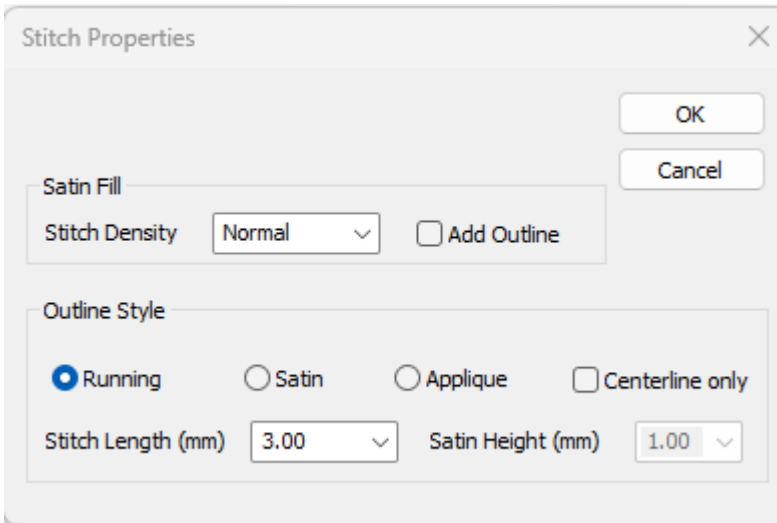 Stitch Properties
OK
Cancel
Satin Fill
Stitch Density Normal Add Outline
Outline Style
Running Satin Applique Centerline only
Stitch Length (mm) 3.00 Satin Height (mm) 1.00